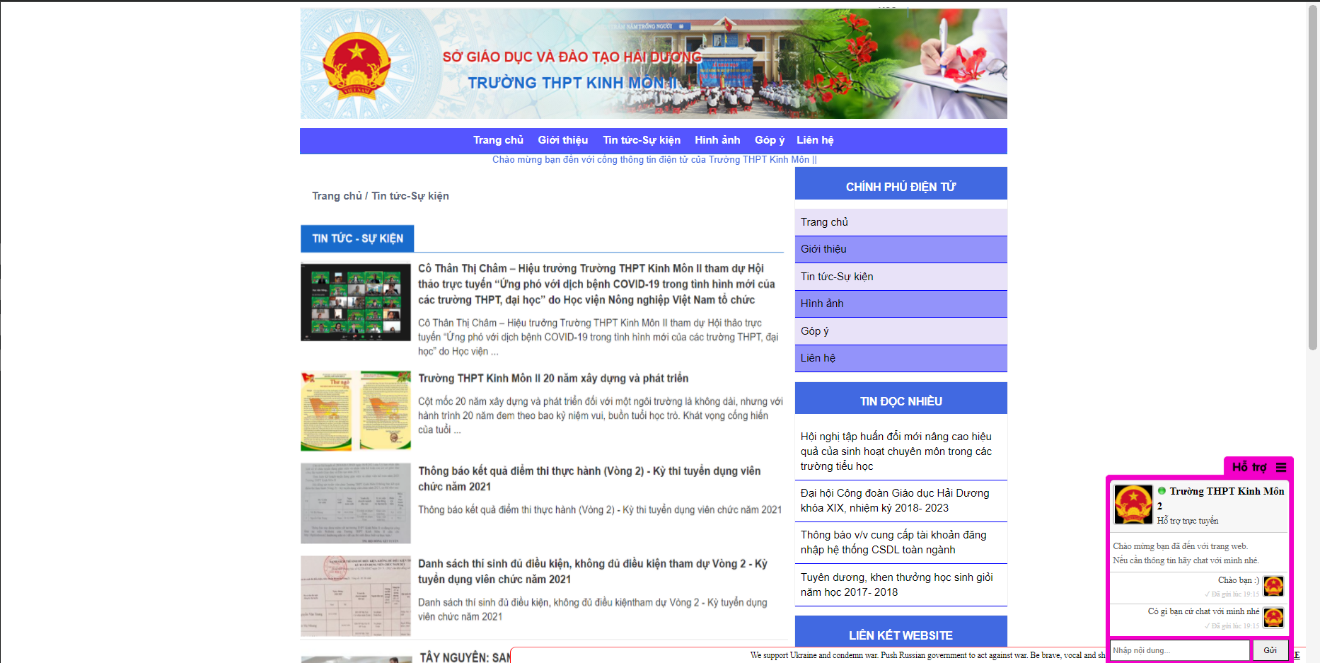 SỞ GIÁO DỤC VÀ ĐÀO TẠO HẢI DƯƠNG
TRƯỜNG THPT KINH MÔN II
Trang chủ Giới thiệu Tin tức-Sự kiện Hình ảnh Góp ý Liên hệ
Chào mừng bạn đến với cổng thông tin điện tử của Trường THPT Kinh Môn ||
Trang chủ / Tin tức-Sự kiện
TIN TỨC - SỰ KIỆN
Cô Thân Thị Châm – Hiệu trưởng Trường THPT Kinh Môn II tham dự Hội
thảo trực tuyến “Ứng phó với dịch bệnh COVID-19 trong tình hình mới của
các trường THPT, đại học” do Học viện Nông nghiệp Việt Nam tổ chức
Cô Thân Thị Châm – Hiệu trưởng Trường THPT Kinh Môn II tham dự Hội thảo trực
tuyến “Ứng phó với dịch bệnh COVID-19 trong tình hình mới của các trường THPT, đại
học” do Học viện ...
Trường THPT Kinh Môn II 20 năm xây dựng và phát triển
Cột mốc 20 năm xây dựng và phát triển đối với một ngôi trường là không dài, nhưng với
hành trình 20 năm đem theo bao kỷ niệm vui, buồn tuổi học trò. Khát vọng cống hiến
của tuổi ...
Thông báo kết quả điểm thi thực hành (Vòng 2) - Kỳ thi tuyển dụng viên
chức năm 2021
Thông báo kết quả điểm thi thực hành (Vòng 2) - Kỳ thi tuyển dụng viên chức năm 2021
Danh sách thí sinh đủ điều kiện, không đủ điều kiện tham dự Vòng 2 - Kỳ
tuyển dụng viên chức năm 2021
Danh sách thí sinh đủ điều kiện, không đủ điều kiệntham dự Vòng 2 - Kỳ tuyển dụng
viên chức năm 2021
TÂY NGUYÊN: SAN
CHÍNH PHỦ ĐIỆN TỬ
Trang chủ
Giới thiệu
Tin tức-Sự kiện
Hình ảnh
Góp ý
Liên hệ
TIN ĐỌC NHIỀU
Hội nghị tập huấn đổi mới nâng cao hiệu
quả của sinh hoạt chuyên môn trong các
trường tiểu học
Đại hội Công đoàn Giáo dục Hải Dương
khóa XIX, nhiệm kỳ 2018- 2023
Thông báo v/v cung cấp tài khoản đăng
nhập hệ thống CSDL toàn ngành
Tuyên dương, khen thưởng học sinh giỏi
năm học 2017- 2018
LIÊN KẾT WEBSITE
We support Ukraine and condemn war. Push Russian government to act against war. Be brave, vocal and sh
Hỗ trợ
Trường THPT Kinh Môn
2
Hỗ trợ trực tuyến
Chào mừng bạn đã đến với trang web.
Nếu cần thông tin hãy chat với mình nhé.
Chào bạn :)
✓ Đã gửi lúc 19:15
Có gì bạn cứ chat với mình nhé
✓ Đã gửi lúc 19:15
Nhập nội dung...
Gửi